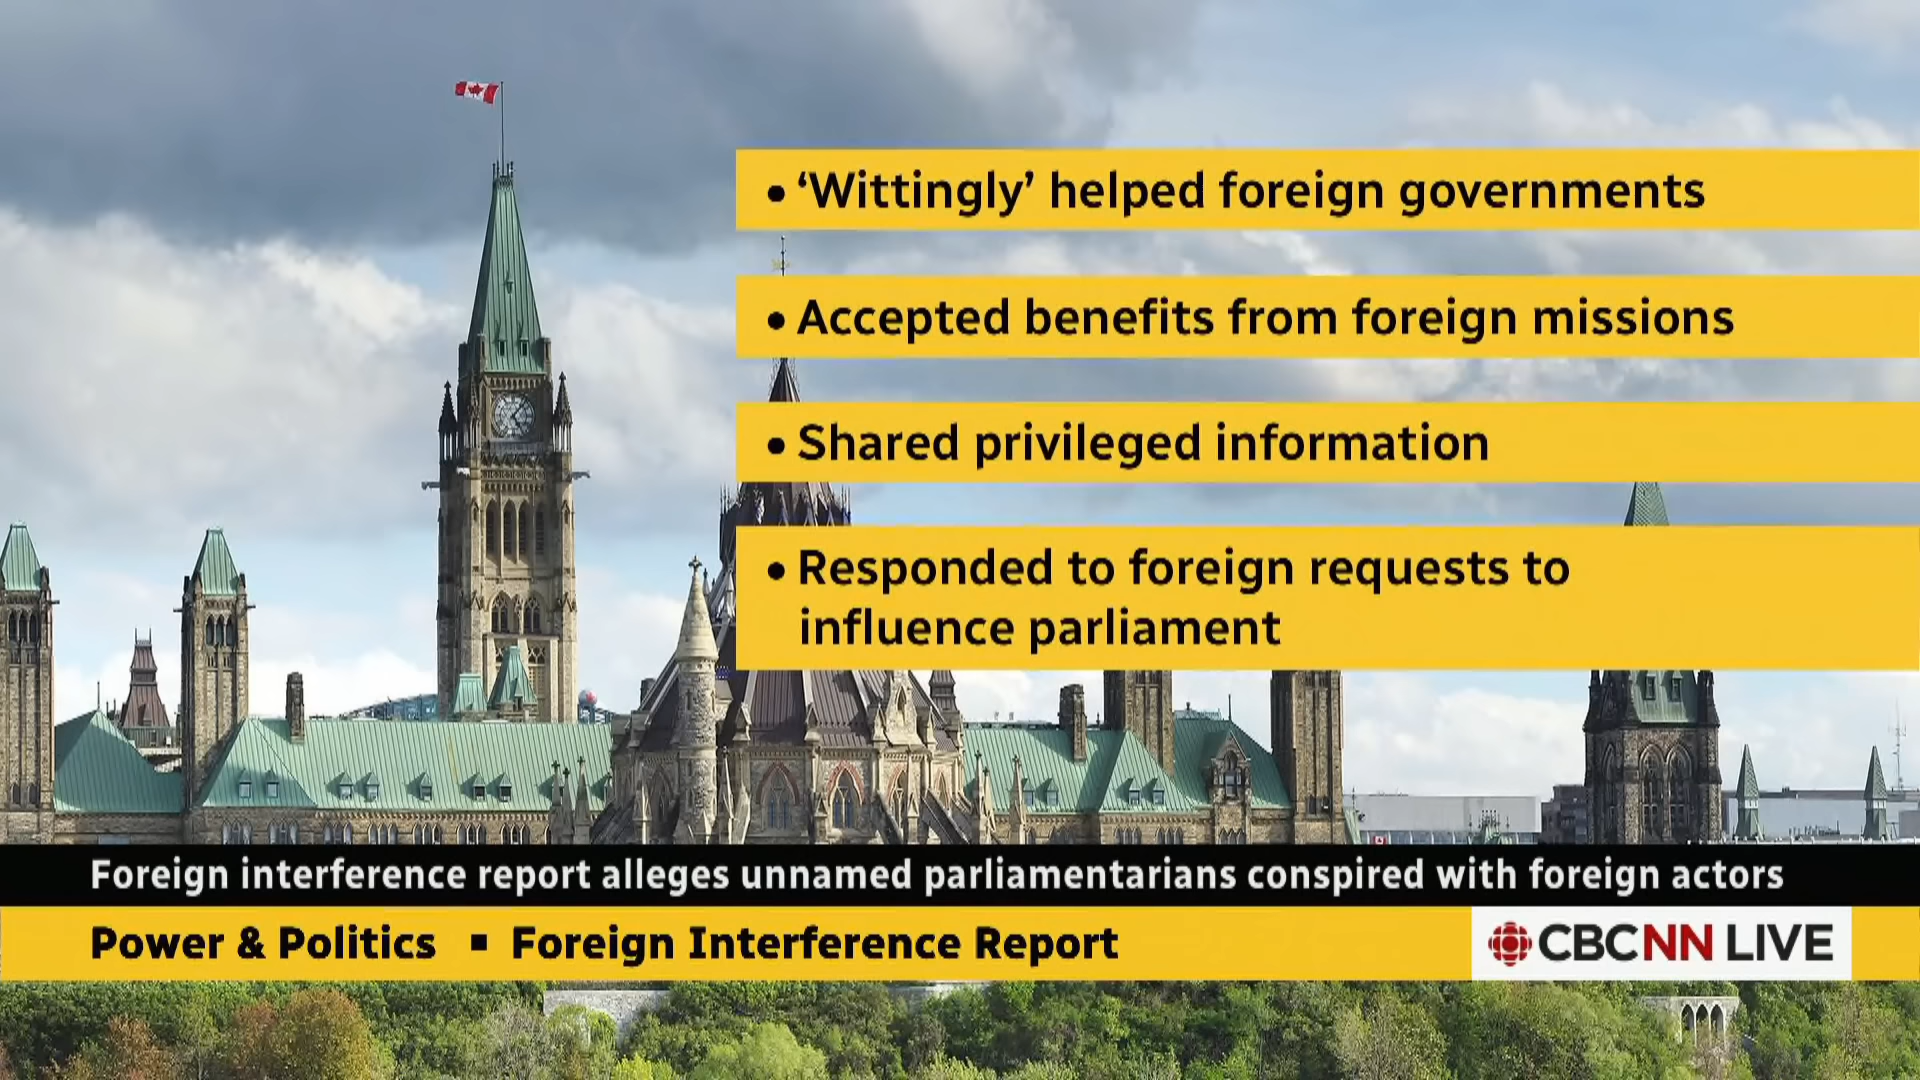 • ‘Wittingly’ helped foreign governments
• Accepted benefits from foreign missions
• Shared privileged information
• Responded to foreign requests to
influence parliament
Foreign interference report alleges unnamed parliamentarians conspired with foreign actors
Power & Politics ▪ Foreign Interference Report
CBCNN LIVE